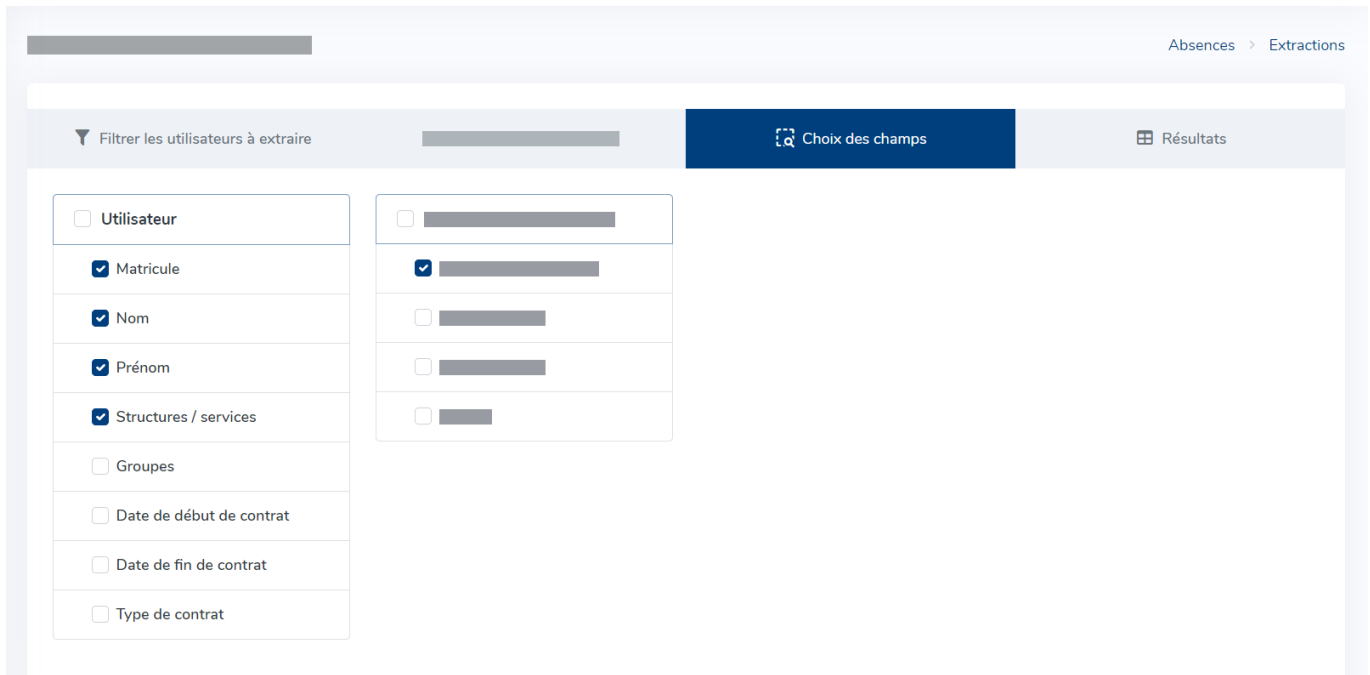 Absences > Extractions
Filtrer les utilisateurs à extraire
Choix des champs
Résultats
Utilisateur
Matricule
Nom
Prénom
Structures / services
Groupes
Date de début de contrat
Date de fin de contrat
Type de contrat